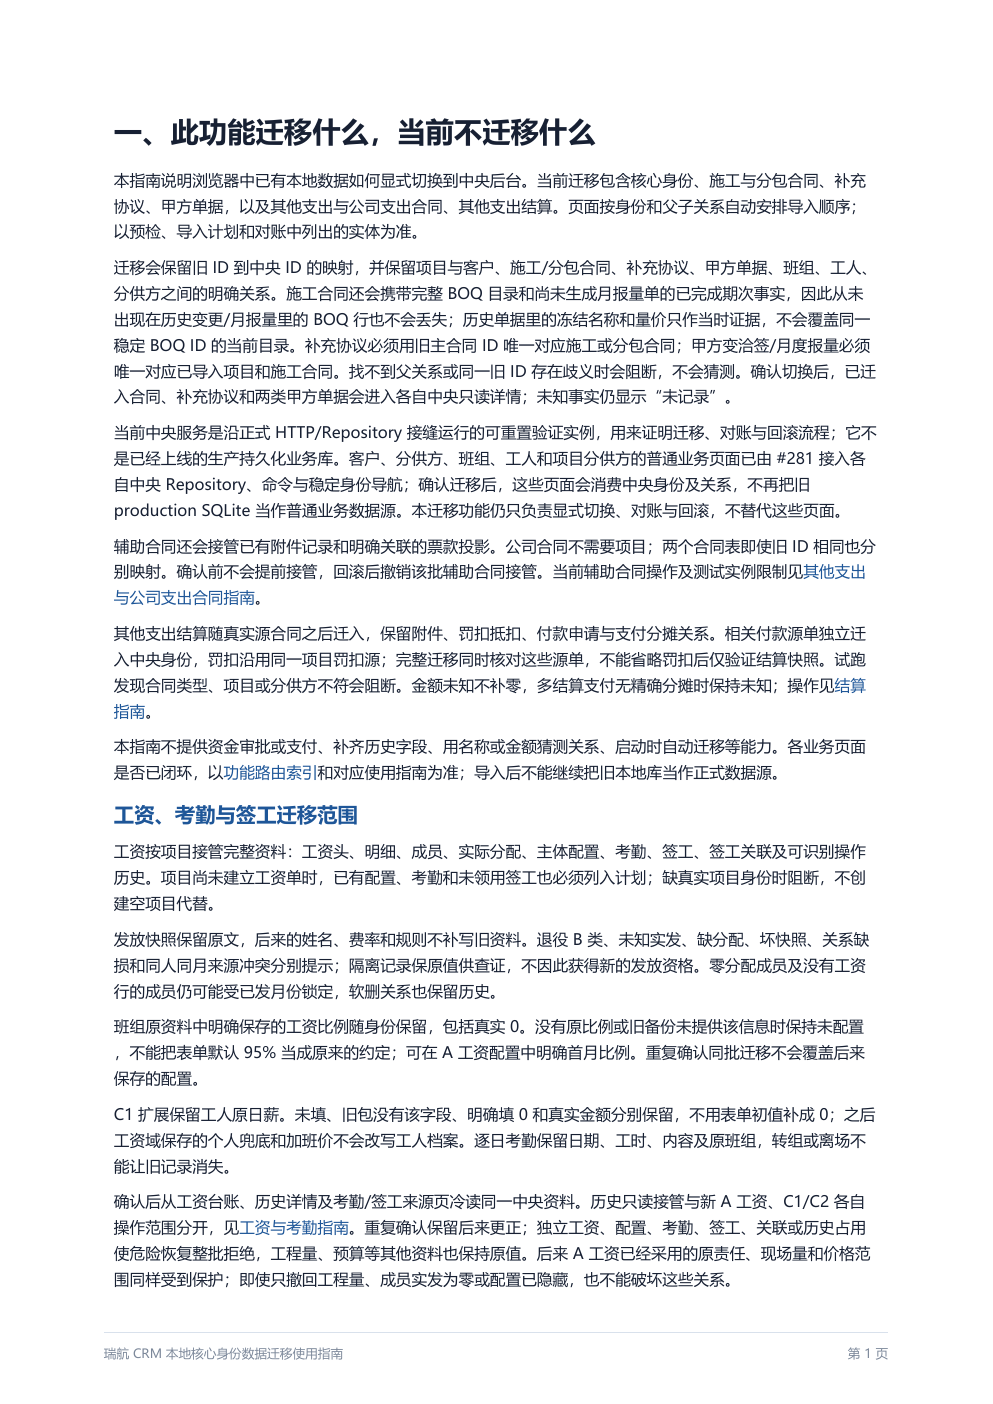 一、此功能迁移什么，当前不迁移什么
本指南说明浏览器中已有本地数据如何显式切换到中央后台。当前迁移包含核心身份、施工与分包合同、补充
协议、甲方单据，以及其他支出与公司支出合同、其他支出结算。页面按身份和父子关系自动安排导入顺序；
以预检、导入计划和对账中列出的实体为准。
迁移会保留旧 ID 到中央 ID 的映射，并保留项目与客户、施工/分包合同、补充协议、甲方单据、班组、工人、
分供方之间的明确关系。施工合同还会携带完整 BOQ 目录和尚未生成月报量单的已完成期次事实，因此从未
出现在历史变更/月报量里的 BOQ 行也不会丢失；历史单据里的冻结名称和量价只作当时证据，不会覆盖同一
稳定 BOQ ID 的当前目录。补充协议必须用旧主合同 ID 唯一对应施工或分包合同；甲方变洽签/月度报量必须
唯一对应已导入项目和施工合同。找不到父关系或同一旧 ID 存在歧义时会阻断，不会猜测。确认切换后，已迁
入合同、补充协议和两类甲方单据会进入各自中央只读详情；未知事实仍显示“未记录”。
当前中央服务是沿正式 HTTP/Repository 接缝运行的可重置验证实例，用来证明迁移、对账与回滚流程；它不
是已经上线的生产持久化业务库。客户、分供方、班组、工人和项目分供方的普通业务页面已由 #281 接入各
自中央 Repository、命令与稳定身份导航；确认迁移后，这些页面会消费中央身份及关系，不再把旧
production SQLite 当作普通业务数据源。本迁移功能仍只负责显式切换、对账与回滚，不替代这些页面。
辅助合同还会接管已有附件记录和明确关联的票款投影。公司合同不需要项目；两个合同表即使旧 ID 相同也分
别映射。确认前不会提前接管，回滚后撤销该批辅助合同接管。当前辅助合同操作及测试实例限制见其他支出
与公司支出合同指南。
其他支出结算随真实源合同之后迁入，保留附件、罚扣抵扣、付款申请与支付分摊关系。相关付款源单独立迁
入中央身份，罚扣沿用同一项目罚扣源；完整迁移同时核对这些源单，不能省略罚扣后仅验证结算快照。试跑
发现合同类型、项目或分供方不符会阻断。金额未知不补零，多结算支付无精确分摊时保持未知；操作见结算
指南。
本指南不提供资金审批或支付、补齐历史字段、用名称或金额猜测关系、启动时自动迁移等能力。各业务页面
是否已闭环，以功能路由索引和对应使用指南为准；导入后不能继续把旧本地库当作正式数据源。
工资、考勤与签工迁移范围
工资按项目接管完整资料：工资头、明细、成员、实际分配、主体配置、考勤、签工、签工关联及可识别操作
历史。项目尚未建立工资单时，已有配置、考勤和未领用签工也必须列入计划；缺真实项目身份时阻断，不创
建空项目代替。
发放快照保留原文，后来的姓名、费率和规则不补写旧资料。退役 B 类、未知实发、缺分配、坏快照、关系缺
损和同人同月来源冲突分别提示；隔离记录保原值供查证，不因此获得新的发放资格。零分配成员及没有工资
行的成员仍可能受已发月份锁定，软删关系也保留历史。
班组原资料中明确保存的工资比例随身份保留，包括真实 0。没有原比例或旧备份未提供该信息时保持未配置
，不能把表单默认 95% 当成原来的约定；可在 A 工资配置中明确首月比例。重复确认同批迁移不会覆盖后来
保存的配置。
C1 扩展保留工人原日薪。未填、旧包没有该字段、明确填 0 和真实金额分别保留，不用表单初值补成 0；之后
工资域保存的个人兜底和加班价不会改写工人档案。逐日考勤保留日期、工时、内容及原班组，转组或离场不
能让旧记录消失。
确认后从工资台账、历史详情及考勤/签工来源页冷读同一中央资料。历史只读接管与新 A 工资、C1/C2 各自
操作范围分开，见工资与考勤指南。重复确认保留后来更正；独立工资、配置、考勤、签工、关联或历史占用
使危险恢复整批拒绝，工程量、预算等其他资料也保持原值。后来 A 工资已经采用的原责任、现场量和价格范
围同样受到保护；即使只撤回工程量、成员实发为零或配置已隐藏，也不能破坏这些关系。
瑞航 CRM 本地核心身份数据迁移使用指南
第 1 页